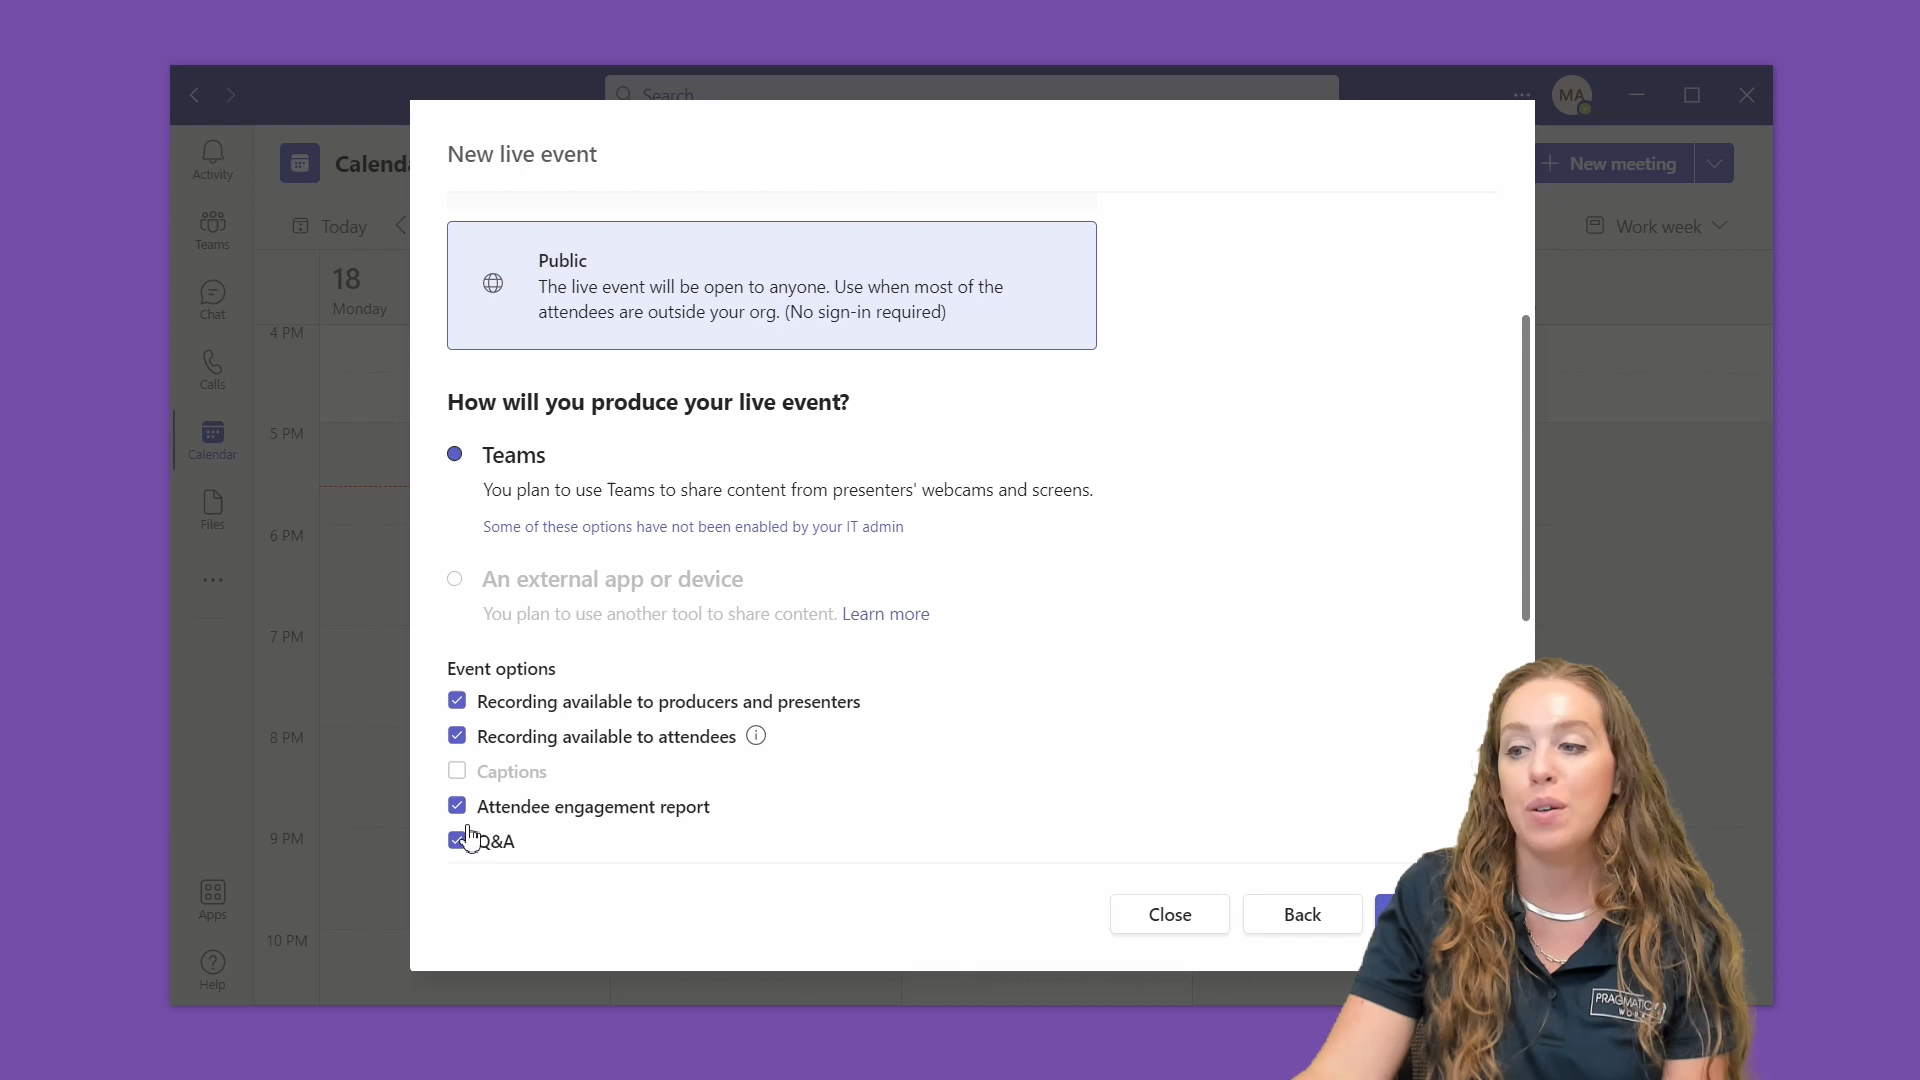 Search
MA
New live event
Activity
Calenda
New meeting
Teams
Today
Work week
Public
The live event will be open to anyone. Use when most of the
attendees are outside your org. (No sign-in required)
18
Monday
Chat
4 PM
Calls
How will you produce your live event?
5 PM
Teams
Calendar
You plan to use Teams to share content from presenters' webcams and screens.
Files
Some of these options have not been enabled by your IT admin
6 PM
An external app or device
You plan to use another tool to share content. Learn more
7 PM
Event options
Recording available to producers and presenters
8 PM
Recording available to attendees
Captions
Attendee engagement report
9 PM
Q&A
Apps
Close
Back
10 PM
Help
PRAGMATIC
WORK